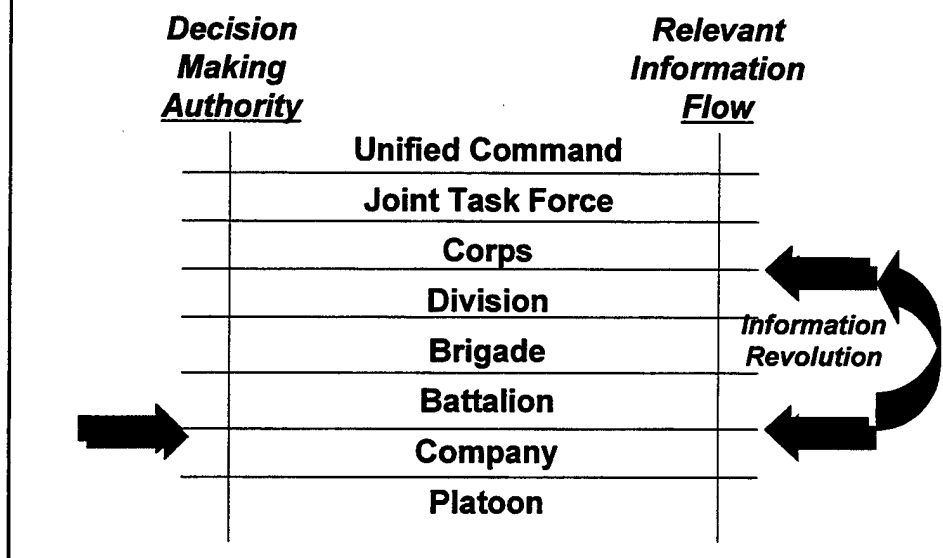 Decision
Making
Authority
Relevant
Information
Flow
Unified Command
Joint Task Force
Corps
Division
Brigade
Battalion
Company
Platoon
Information
Revolution